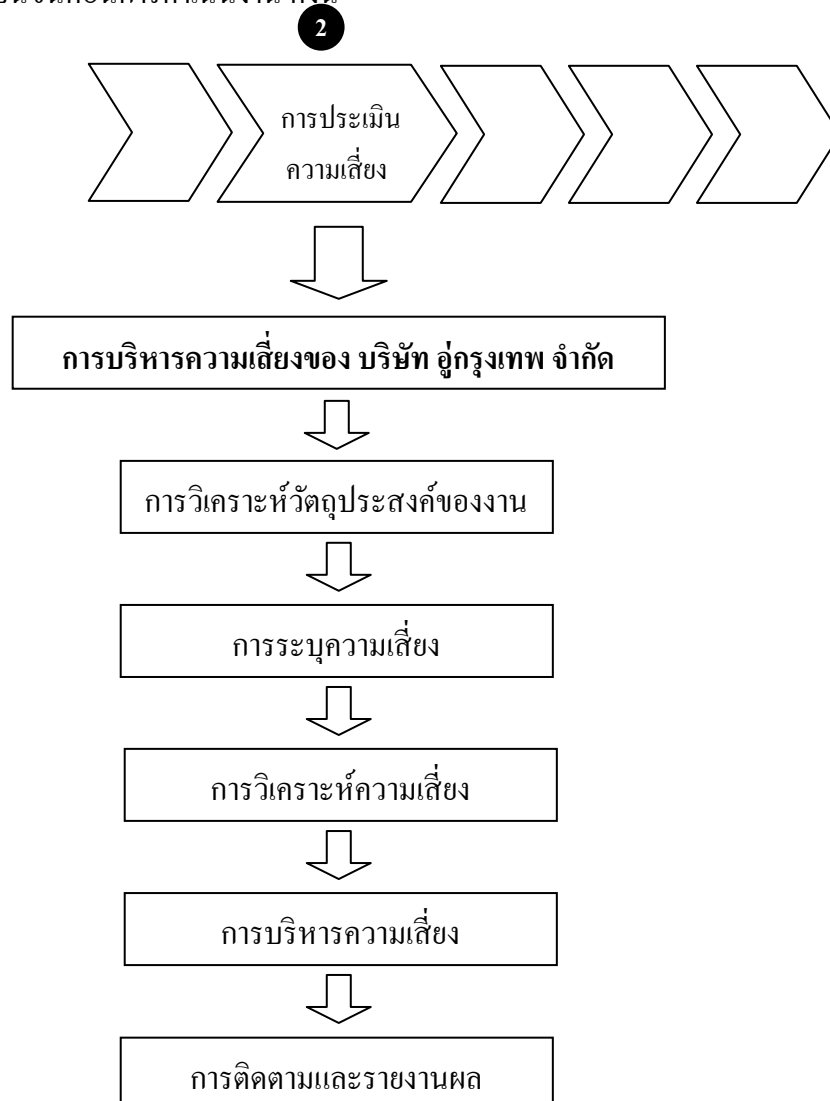 2
การประเมิน
ความเสี่ยง
การบริหารความเสี่ยงของ บริษัท อู่กรุงเทพ จำกัด
การวิเคราะห์วัตถุประสงค์ของงาน
การระบุความเสี่ยง
การวิเคราะห์ความเสี่ยง
การบริหารความเสี่ยง
การติดตามและรายงานผล